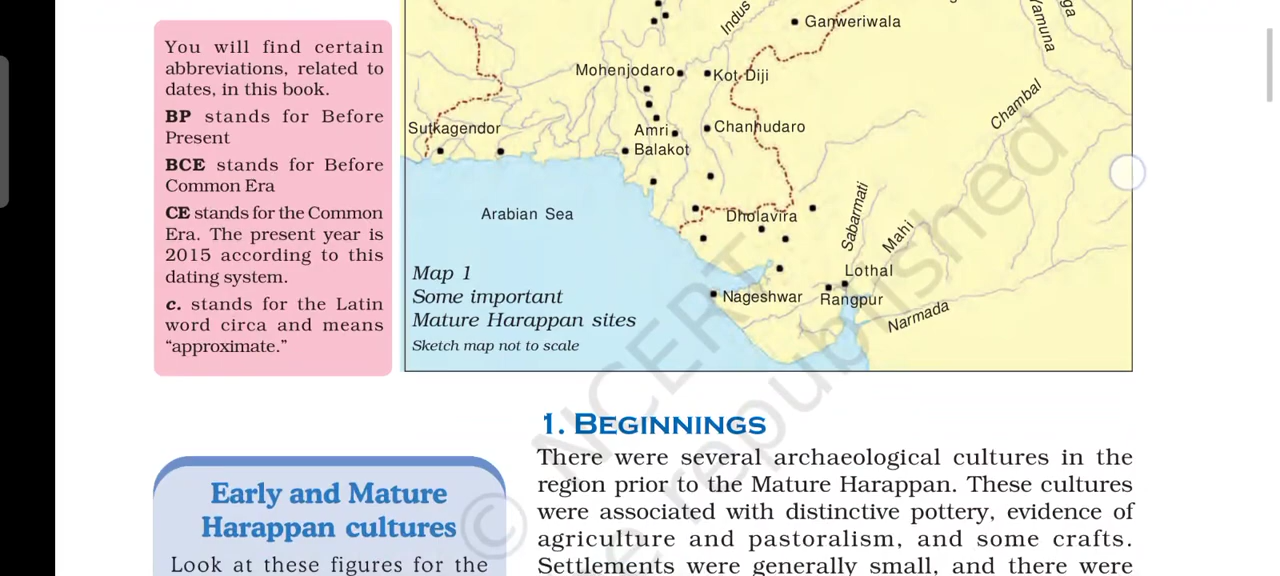 You will find certain
abbreviations, related to
dates, in this book.
BP stands for Before
Present
BCE stands for Before
Common Era
CE stands for the Common
Era. The present year is
2015 according to this
dating system.
c. stands for the Latin
word circa and means
“approximate.”
Indus
Ganweriwala
Yamuna
Mohenjodaro
Kot Diji
Chambal
Sutkagendor
Amri
Chanhudaro
Balakot
Arabian Sea
Dholavira
Sabarmati
Mahi
Lothal
Nageshwar
Rangpur
Narmada
Map 1
Some important
Mature Harappan sites
Sketch map not to scale
© NCERT
republished
1. BEGINNINGS
There were several archaeological cultures in the
region prior to the Mature Harappan. These cultures
were associated with distinctive pottery, evidence of
agriculture and pastoralism, and some crafts.
Settlements were generally small, and there were
Early and Mature
Harappan cultures
Look at these figures for the